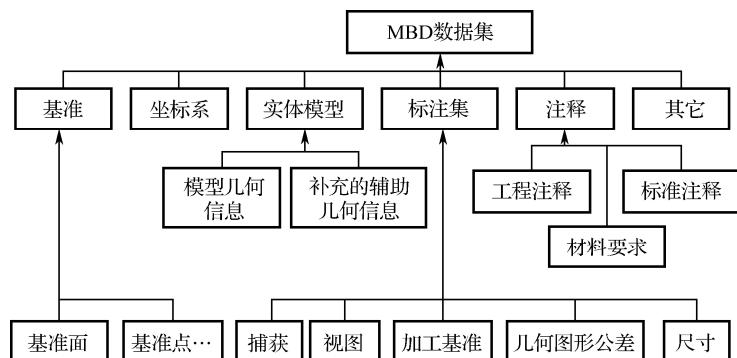 MBD数据集
基准
坐标系
实体模型
标注集
注释
其它
模型几何
信息
补充的辅助
几何信息
工程注释
标准注释
材料要求
基准面
基准点…
捕获
视图
加工基准
几何图形公差
尺寸